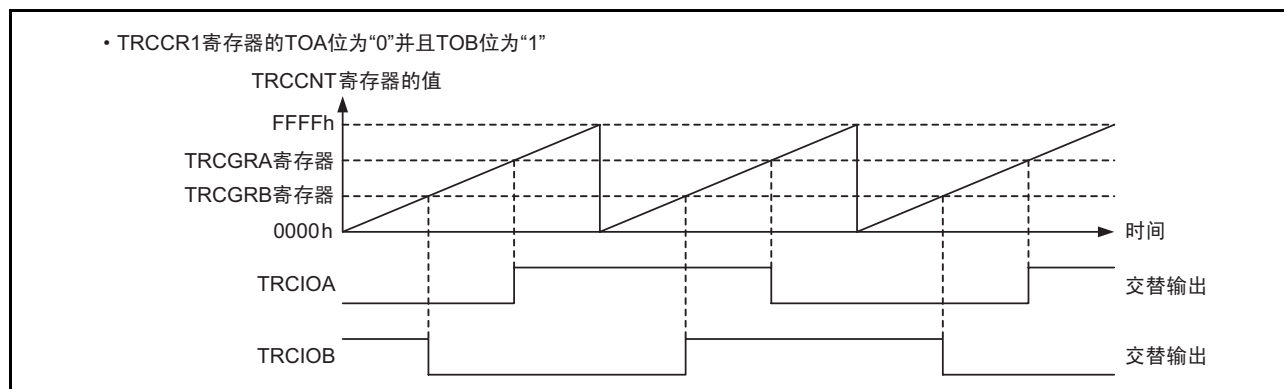 • TRCCR1寄存器的TOA位为“0”并且TOB位为“1”
TRCCNT寄存器的值
FFFFh
TRCGRA寄存器
TRCGRB寄存器
0000h
时间
TRCIOA
交替输出
TRCIOB
交替输出